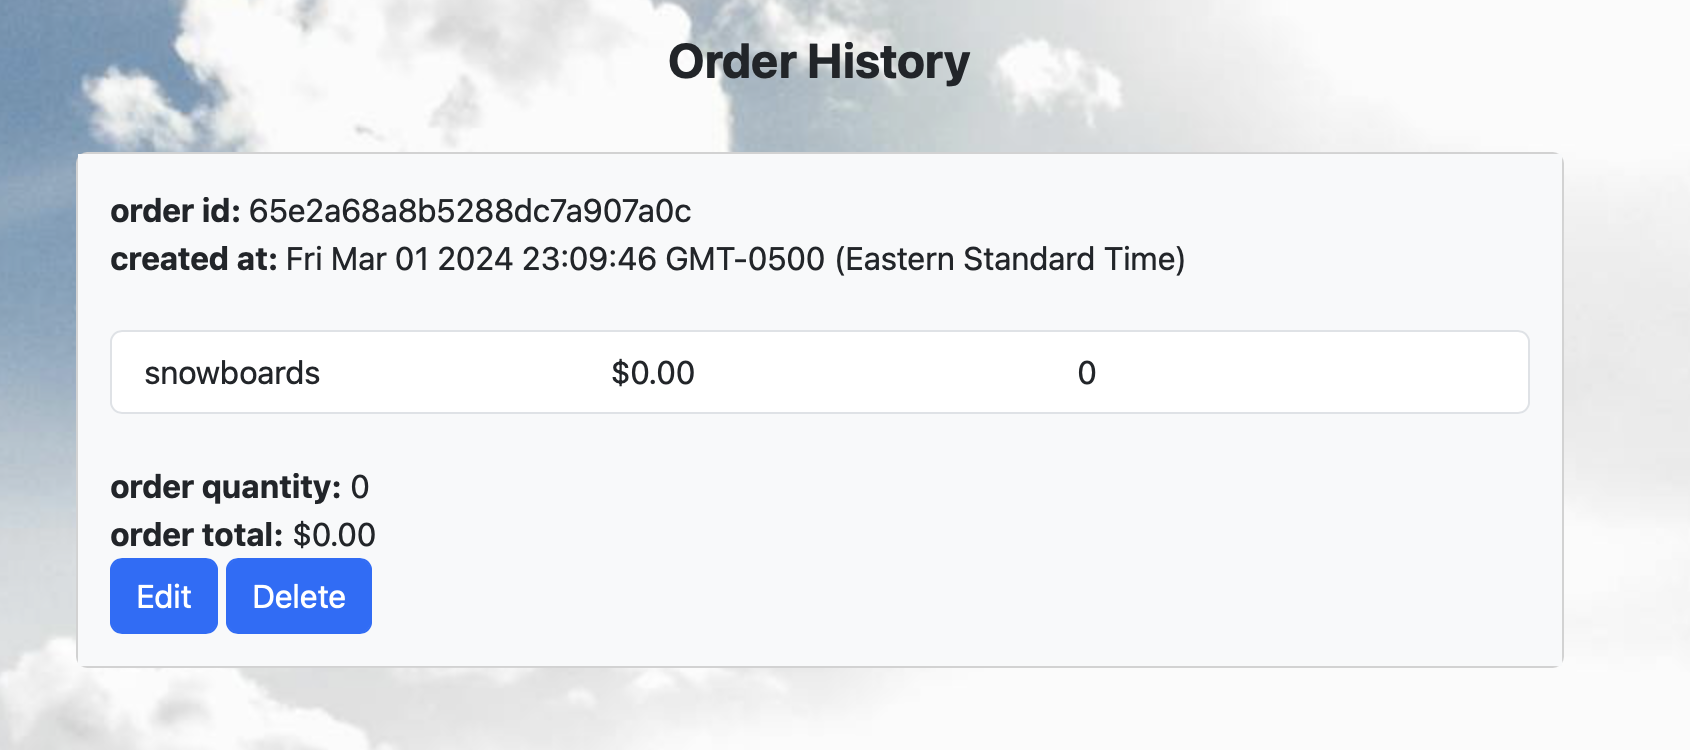 Order History
order id: 65e2a68a8b5288dc7a907a0c
created at: Fri Mar 01 2024 23:09:46 GMT-0500 (Eastern Standard Time)
snowboards $0.00 0
order quantity: 0
order total: $0.00
Edit Delete